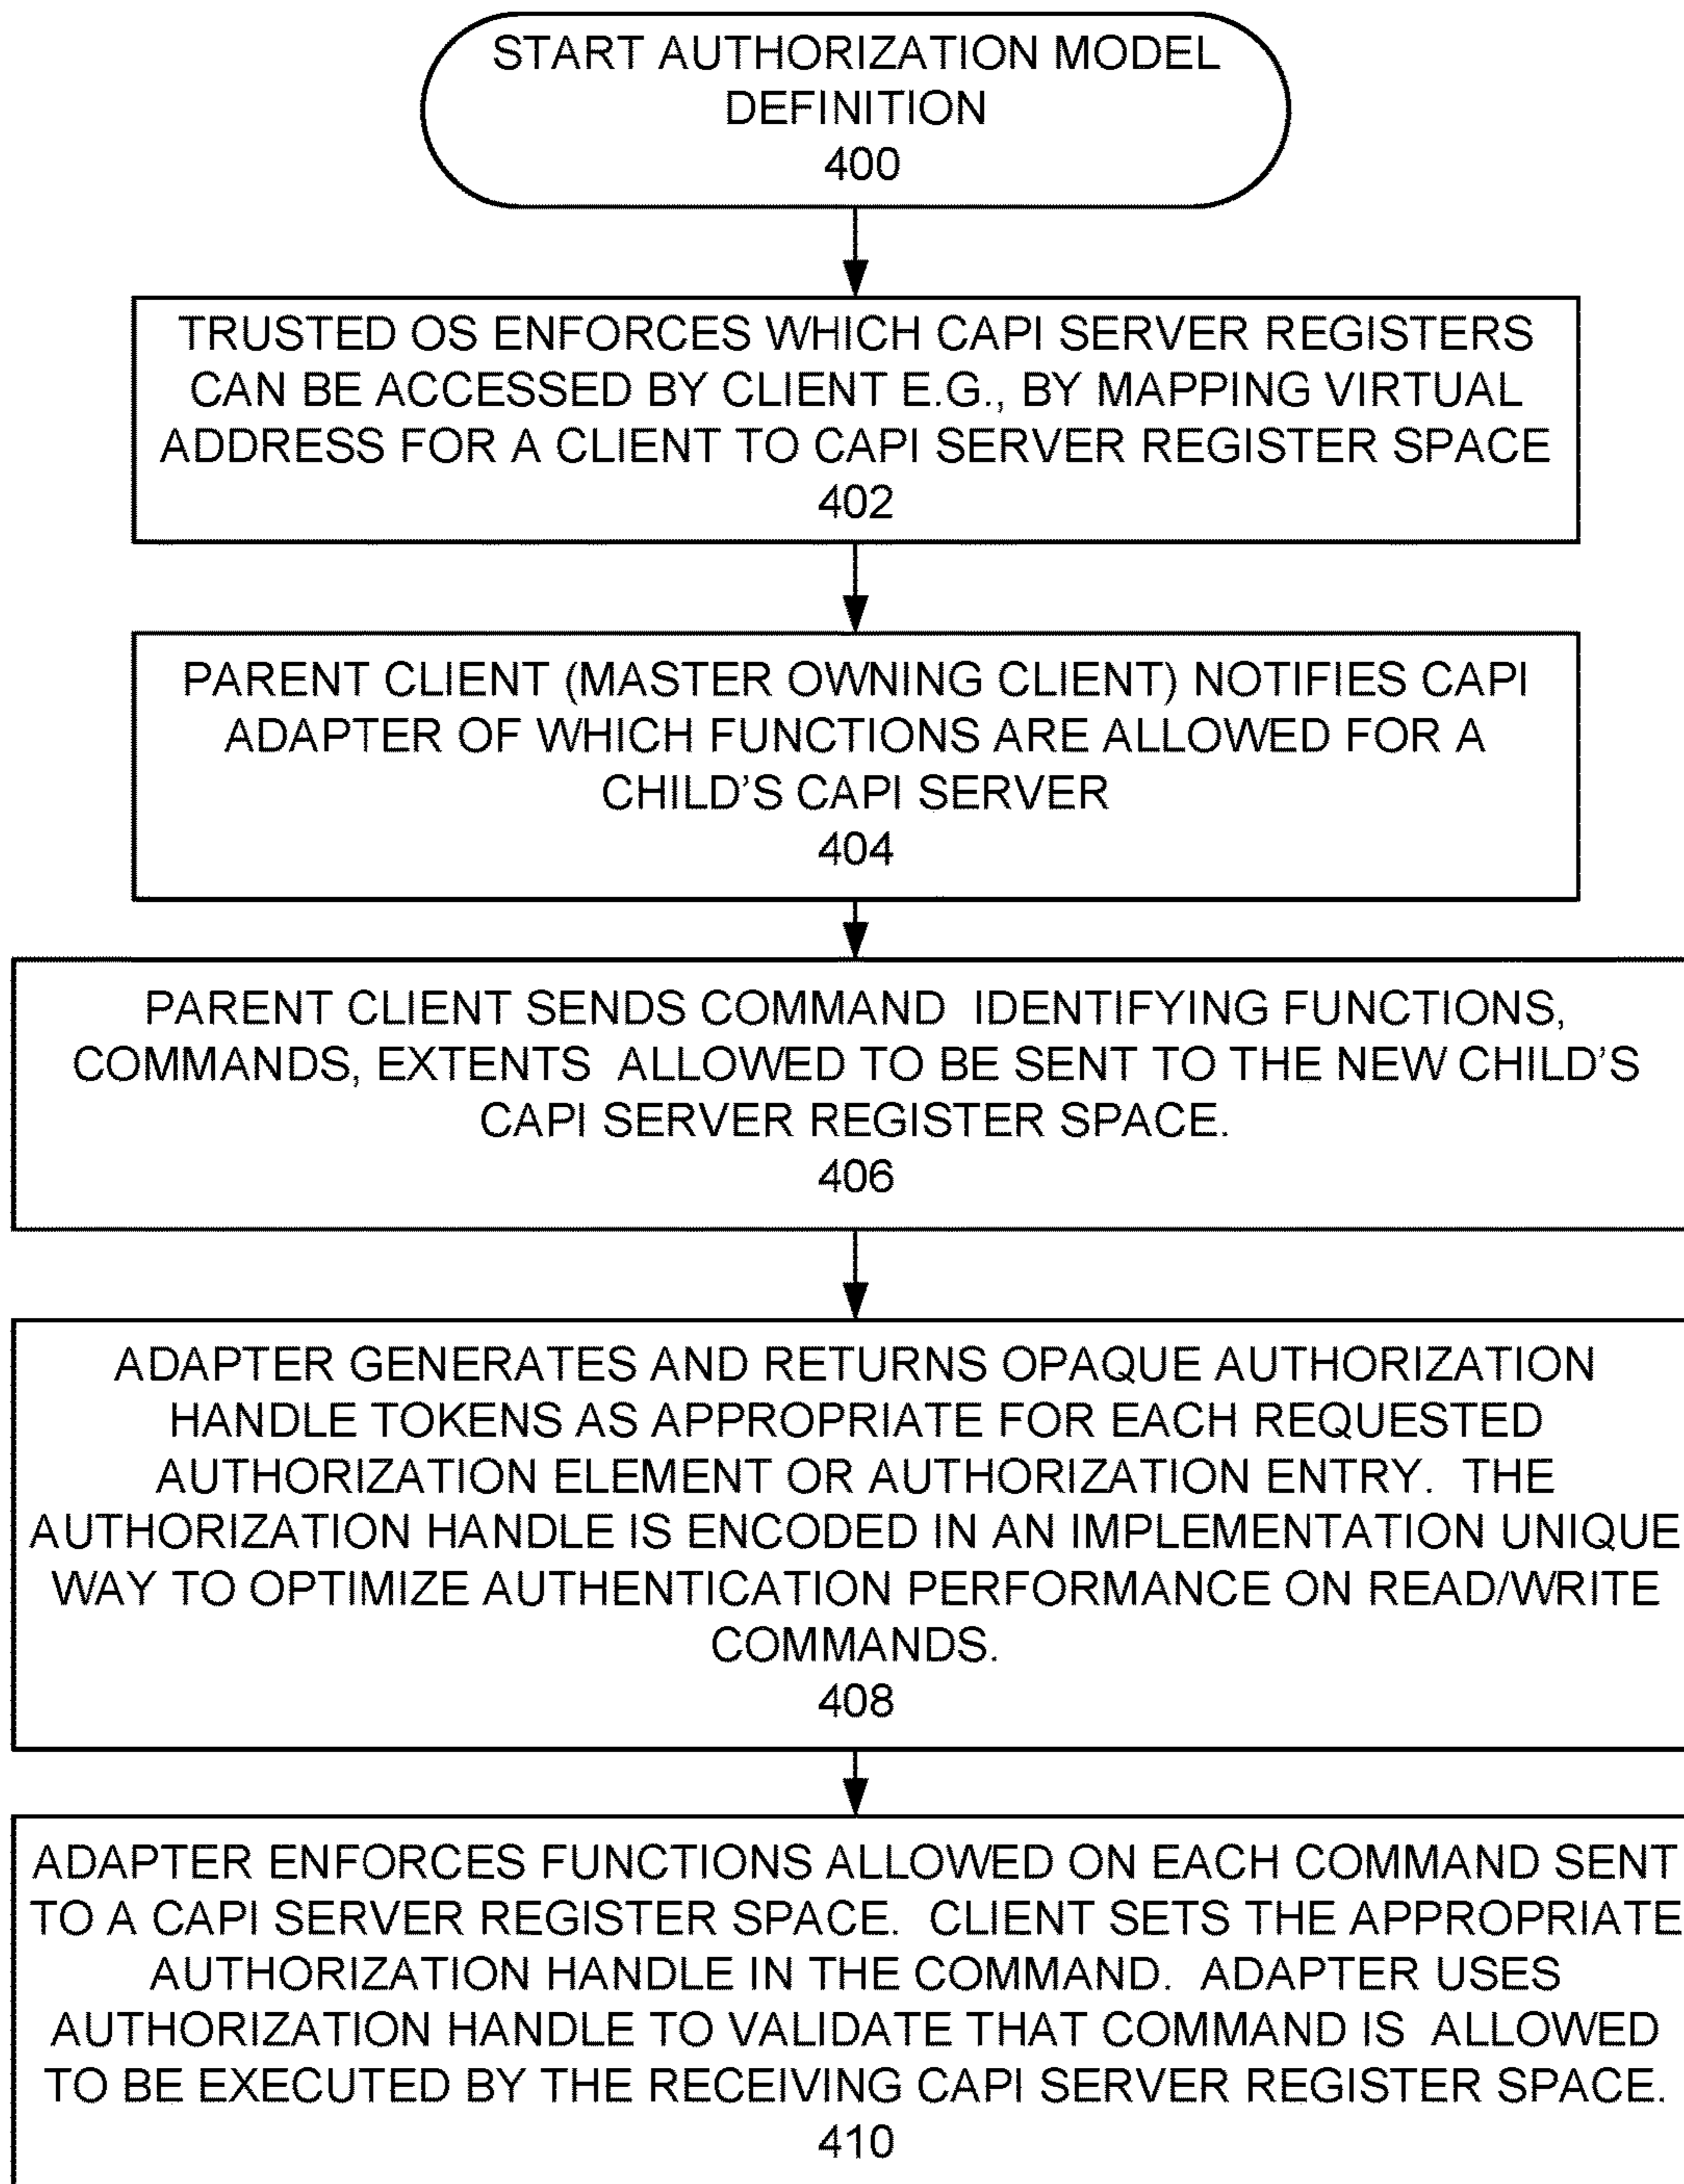 START AUTHORIZATION MODEL
DEFINITION
400
TRUSTED OS ENFORCES WHICH CAPI SERVER REGISTERS
CAN BE ACCESSED BY CLIENT E.G., BY MAPPING VIRTUAL
ADDRESS FOR A CLIENT TO CAPI SERVER REGISTER SPACE
402
PARENT CLIENT (MASTER OWNING CLIENT) NOTIFIES CAPI
ADAPTER OF WHICH FUNCTIONS ARE ALLOWED FOR A
CHILD'S CAPI SERVER
404
PARENT CLIENT SENDS COMMAND IDENTIFYING FUNCTIONS,
COMMANDS, EXTENTS ALLOWED TO BE SENT TO THE NEW CHILD'S
CAPI SERVER REGISTER SPACE.
406
ADAPTER GENERATES AND RETURNS OPAQUE AUTHORIZATION
HANDLE TOKENS AS APPROPRIATE FOR EACH REQUESTED
AUTHORIZATION ELEMENT OR AUTHORIZATION ENTRY. THE
AUTHORIZATION HANDLE IS ENCODED IN AN IMPLEMENTATION UNIQUE
WAY TO OPTIMIZE AUTHENTICATION PERFORMANCE ON READ/WRITE
COMMANDS.
408
ADAPTER ENFORCES FUNCTIONS ALLOWED ON EACH COMMAND SENT
TO A CAPI SERVER REGISTER SPACE. CLIENT SETS THE APPROPRIATE
AUTHORIZATION HANDLE IN THE COMMAND. ADAPTER USES
AUTHORIZATION HANDLE TO VALIDATE THAT COMMAND IS ALLOWED
TO BE EXECUTED BY THE RECEIVING CAPI SERVER REGISTER SPACE.
410